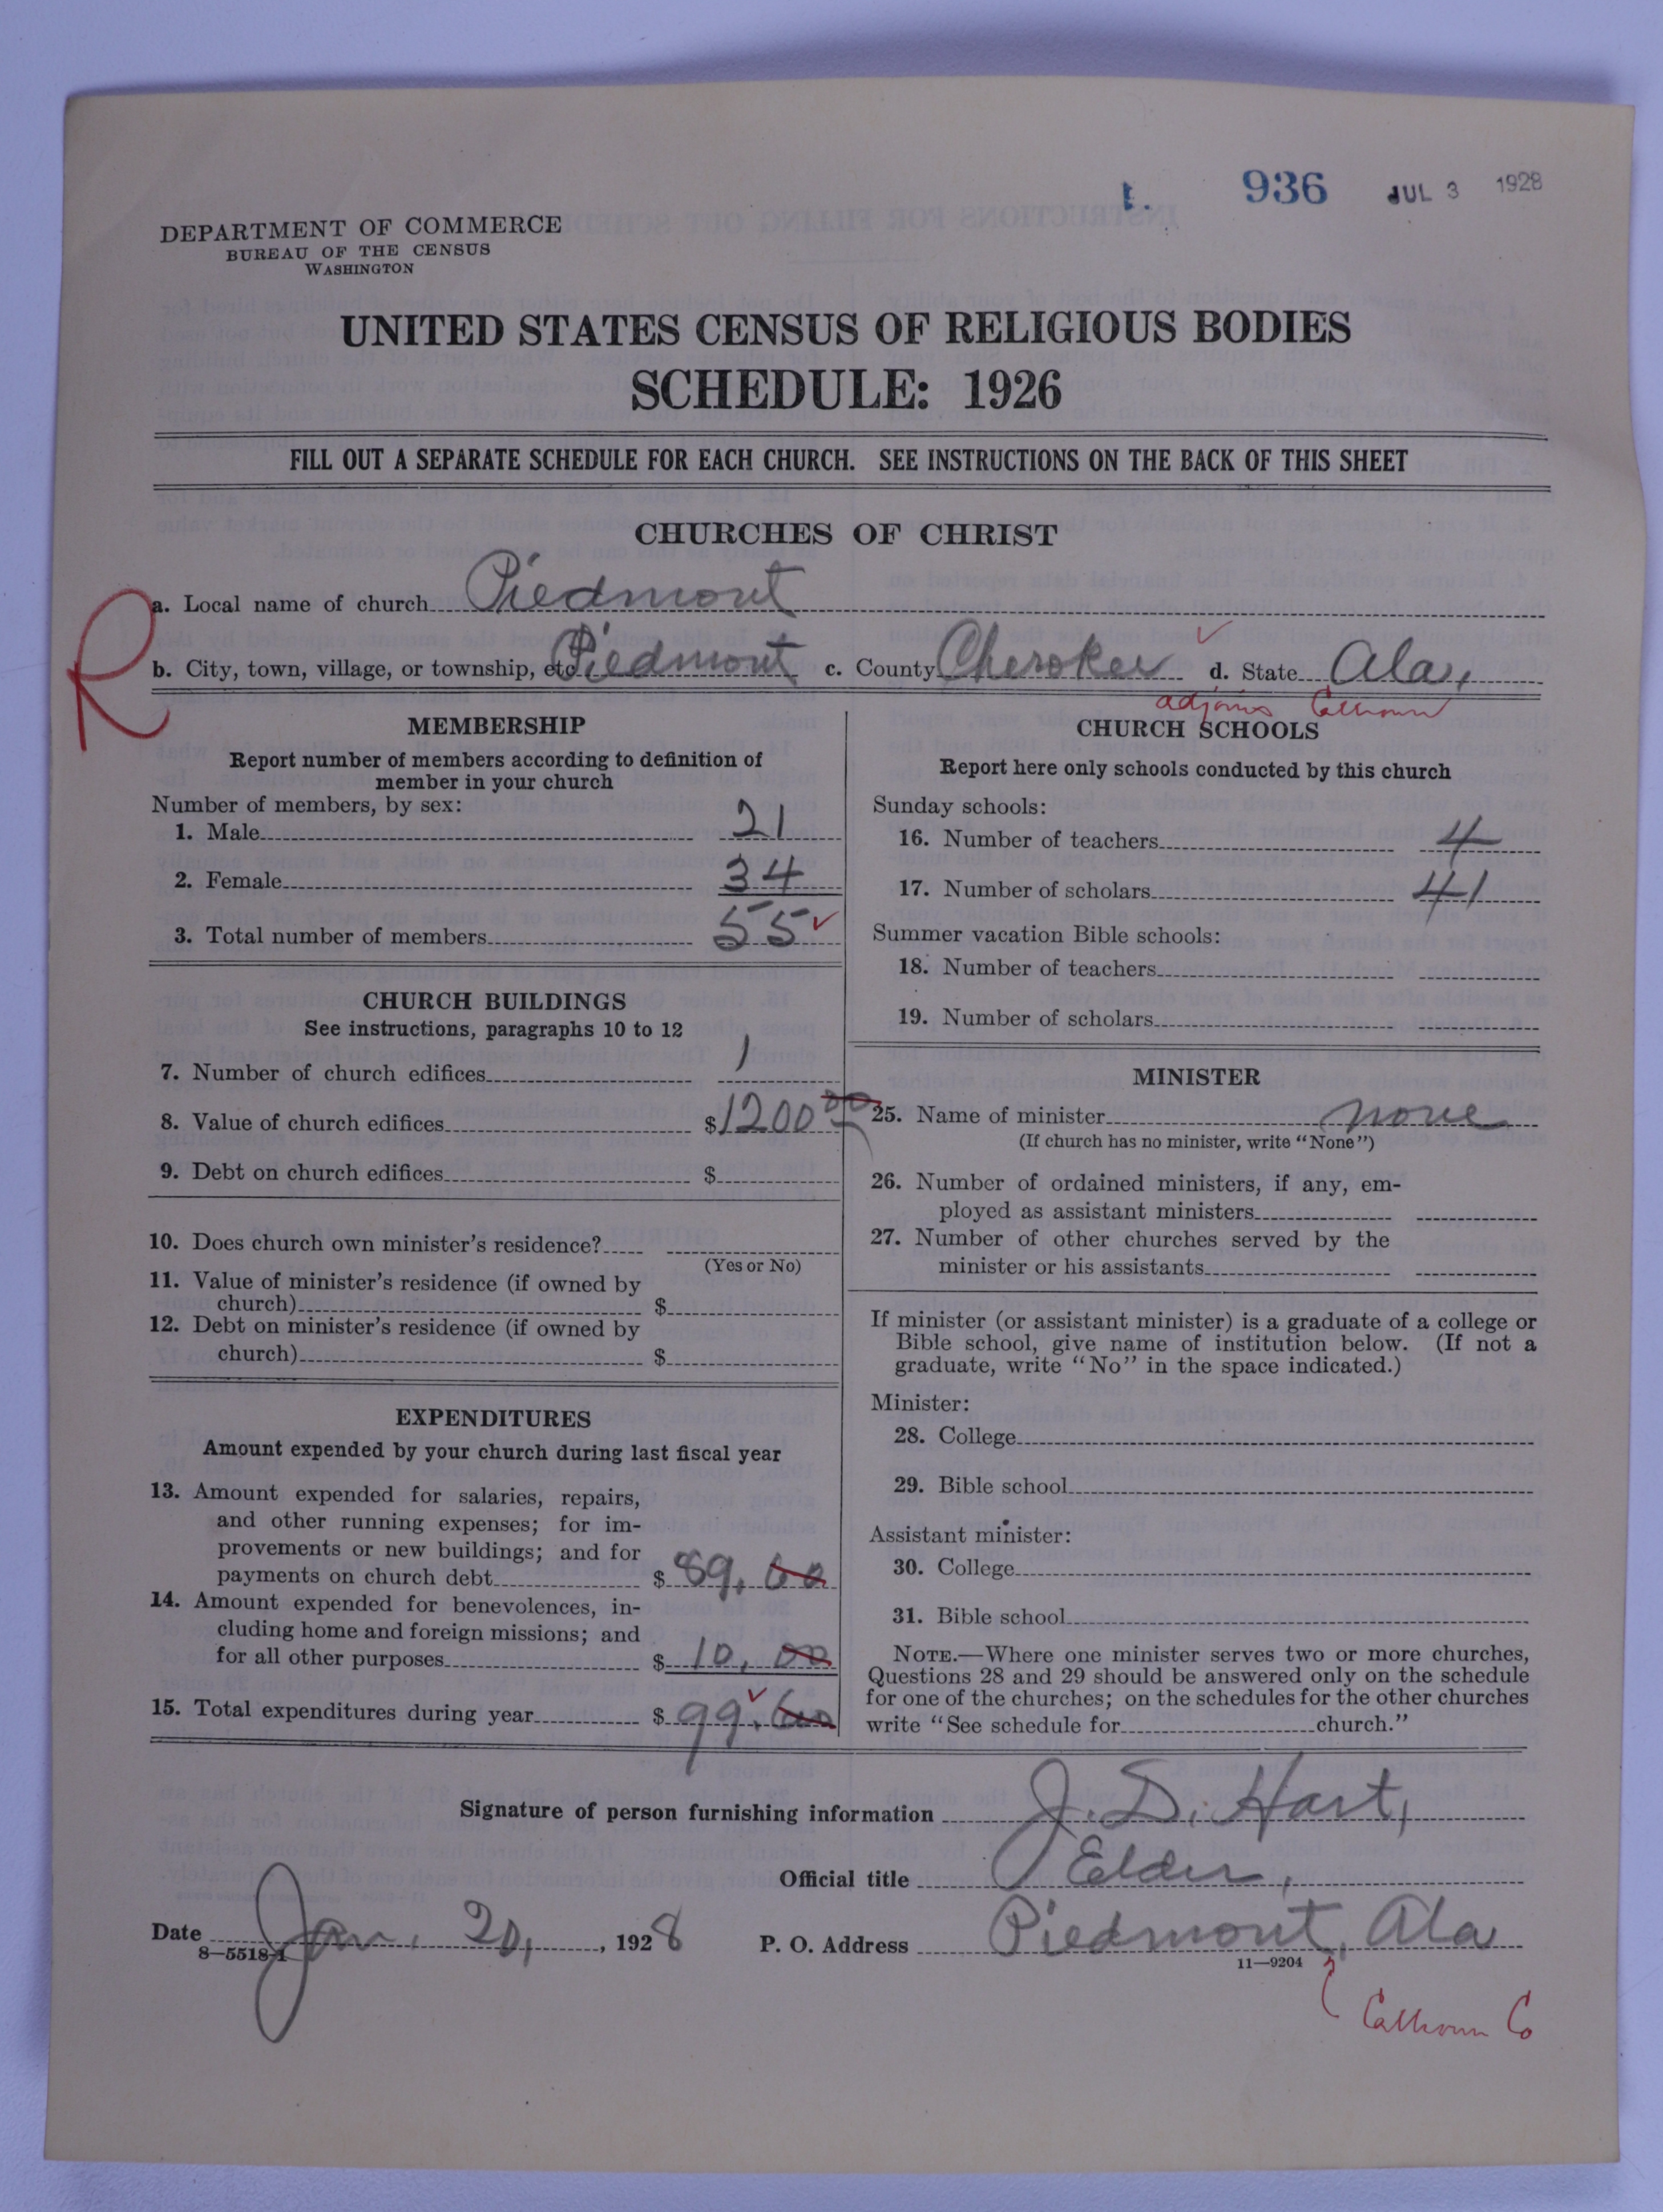 1. 936 JUL 3 1928
DEPARTMENT OF COMMERCE
BUREAU OF THE CENSUS
WASHINGTON
UNITED STATES CENSUS OF RELIGIOUS BODIES
SCHEDULE: 1926
FILL OUT A SEPARATE SCHEDULE FOR EACH CHURCH. SEE INSTRUCTIONS ON THE BACK OF THIS SHEET
CHURCHES OF CHRIST
R
a. Local name of church Piedmont
b. City, town, village, or township, etc. Piedmont c. County Cherokee ✓ d. State Ala,
adjoins Calhoun
MEMBERSHIP
Report number of members according to definition of
member in your church
Number of members, by sex:
1. Male 21
2. Female 34
3. Total number of members 55 ✓
CHURCH BUILDINGS
See instructions, paragraphs 10 to 12
7. Number of church edifices 1
8. Value of church edifices $1200 00
9. Debt on church edifices $
10. Does church own minister's residence?
(Yes or No)
11. Value of minister's residence (if owned by
church) $
12. Debt on minister's residence (if owned by
church) $
EXPENDITURES
Amount expended by your church during last fiscal year
13. Amount expended for salaries, repairs,
and other running expenses; for im-
provements or new buildings; and for
payments on church debt $89.60
14. Amount expended for benevolences, in-
cluding home and foreign missions; and
for all other purposes $10.00
15. Total expenditures during year $99.60 ✓
CHURCH SCHOOLS
Report here only schools conducted by this church
Sunday schools:
16. Number of teachers 4
17. Number of scholars 41
Summer vacation Bible schools:
18. Number of teachers
19. Number of scholars
MINISTER
25. Name of minister none
(If church has no minister, write "None")
26. Number of ordained ministers, if any, em-
ployed as assistant ministers
27. Number of other churches served by the
minister or his assistants
If minister (or assistant minister) is a graduate of a college or
Bible school, give name of institution below. (If not a
graduate, write "No" in the space indicated.)
Minister:
28. College
29. Bible school
Assistant minister:
30. College
31. Bible school
NOTE.—Where one minister serves two or more churches,
Questions 28 and 29 should be answered only on the schedule
for one of the churches; on the schedules for the other churches
write "See schedule for church."
Signature of person furnishing information J. D. Hart,
Official title Elder,
Date Jan. 20, 1928 P. O. Address Piedmont, Ala
8—5518-1 11—9204
Calhoun Co